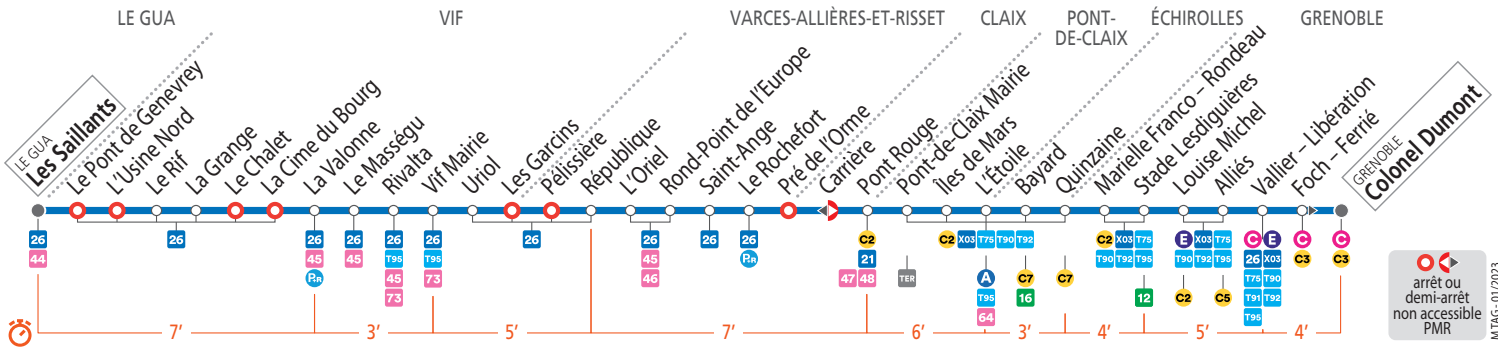 LE GUA
VIF
VARCES-ALLIÈRES-ET-RISSET
CLAIX
PONT-
DE-CLAIX
ÉCHIROLLES
GRENOBLE
LE GUA
Les Saillants
Le Pont de Genevrey
L'Usine Nord
Le Rif
La Grange
Le Chalet
La Cime du Bourg
La Valonne
Le Masségu
Rivalta
Vif Mairie
Uriol
Les Garcins
Pélissière
République
L'Oriel
Rond-Point de l'Europe
Saint-Ange
Le Rochefort
Pré de l'Orme
Carrière
Pont Rouge
Pont-de-Claix Mairie
Îles de Mars
L'Étoile
Bayard
Quinzaine
Marielle Franco – Rondeau
Stade Lesdiguières
Louise Michel
Alliés
Vallier – Libération
Foch – Ferrié
GRENOBLE
Colonel Dumont
26
44
26
26
45
P+R
26
45
26
T95
45
73
26
T95
73
26
26
45
46
26
26
P+R
C2
21
47 48
TER
C2 X03 T75 T90 T92
A
T95
64
C7
16
C7
C2 X03 T75
T90 T92 T95
12
E X03 T75
T90 T92 T95
C2
C5
C E
26 X03
T75 T90
T91 T92
T95
C
C3
C
C3
7’
3’
5’
7’
6’
3’
4’
5’
4’
arrêt ou
demi-arrêt
non accessible
PMR
M TAG - 01/2023